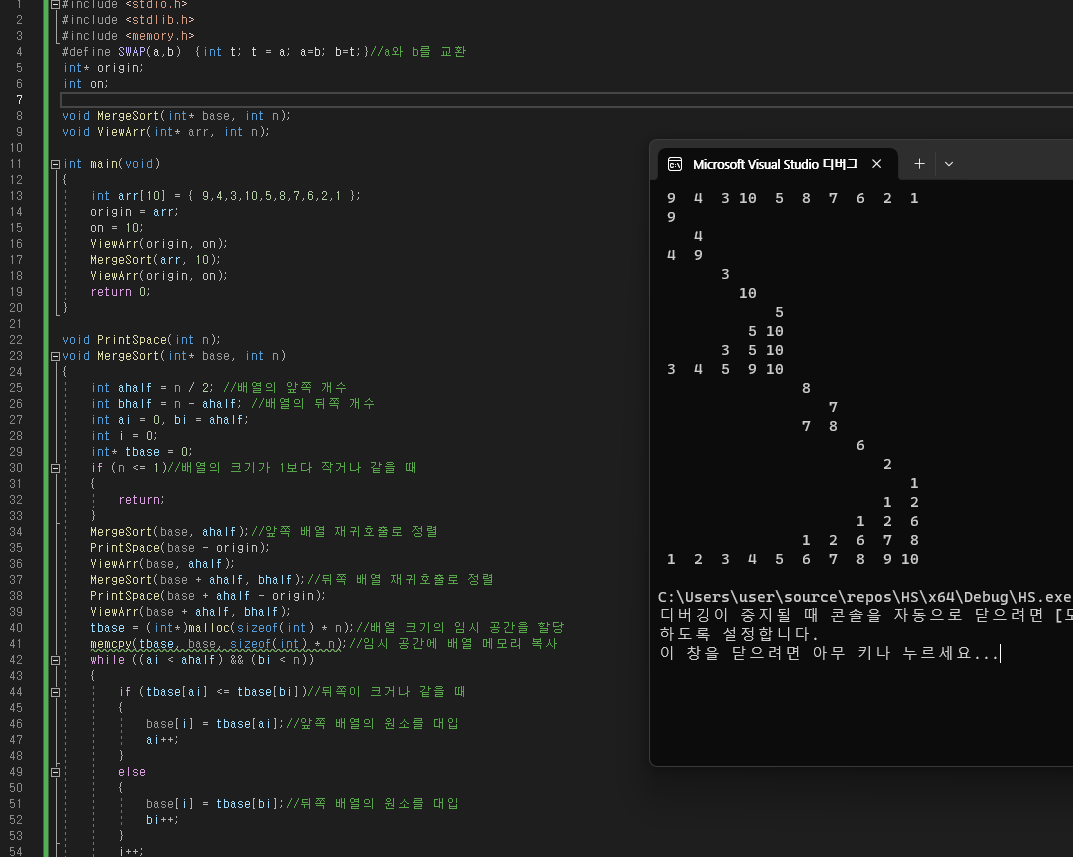 1 #include <stdio.h>
2 #include <stdlib.h>
3 #include <memory.h>
4 #define SWAP(a,b) {int t; t = a; a=b; b=t;}//a와 b를 교환
5 int* origin;
6 int on;
7
8 void MergeSort(int* base, int n);
9 void ViewArr(int* arr, int n);
10
11 int main(void)
12 {
13 int arr[10] = { 9,4,3,10,5,8,7,6,2,1 };
14 origin = arr;
15 on = 10;
16 ViewArr(origin, on);
17 MergeSort(arr, 10);
18 ViewArr(origin, on);
19 return 0;
20 }
21
22 void PrintSpace(int n);
23 void MergeSort(int* base, int n)
24 {
25 int ahalf = n / 2; //배열의 앞쪽 개수
26 int bhalf = n - ahalf; //배열의 뒤쪽 개수
27 int ai = 0, bi = ahalf;
28 int i = 0;
29 int* tbase = 0;
30 if (n <= 1)//배열의 크기가 1보다 작거나 같을 때
31 {
32 return;
33 }
34 MergeSort(base, ahalf);//앞쪽 배열 재귀호출로 정렬
35 PrintSpace(base - origin);
36 ViewArr(base, ahalf);
37 MergeSort(base + ahalf, bhalf);//뒤쪽 배열 재귀호출로 정렬
38 PrintSpace(base + ahalf - origin);
39 ViewArr(base + ahalf, bhalf);
40 tbase = (int*)malloc(sizeof(int) * n);//배열 크기의 임시 공간을 할당
41 memcpy(tbase, base, sizeof(int) * n);//임시 공간에 배열 메모리 복사
42 while ((ai < ahalf) && (bi < n))
43 {
44 if (tbase[ai] <= tbase[bi])//뒤쪽이 크거나 같을 때
45 {
46 base[i] = tbase[ai];//앞쪽 배열의 원소를 대입
47 ai++;
48 }
49 else
50 {
51 base[i] = tbase[bi];//뒤쪽 배열의 원소를 대입
52 bi++;
53 }
54 i++;
Microsoft Visual Studio 디버그
9 4 3 10 5 8 7 6 2 1
9
4
4 9
3
10
5
5 10
3 5 10
3 4 5 9 10
8
7
7 8
6
2
1
1 2
1 2 6
1 2 6 7 8
1 2 3 4 5 6 7 8 9 10
C:\Users\user\source\repos\HS\x64\Debug\HS.exe
디버깅이 중지될 때 콘솔을 자동으로 닫으려면 [도
하도록 설정합니다.
이 창을 닫으려면 아무 키나 누르세요...